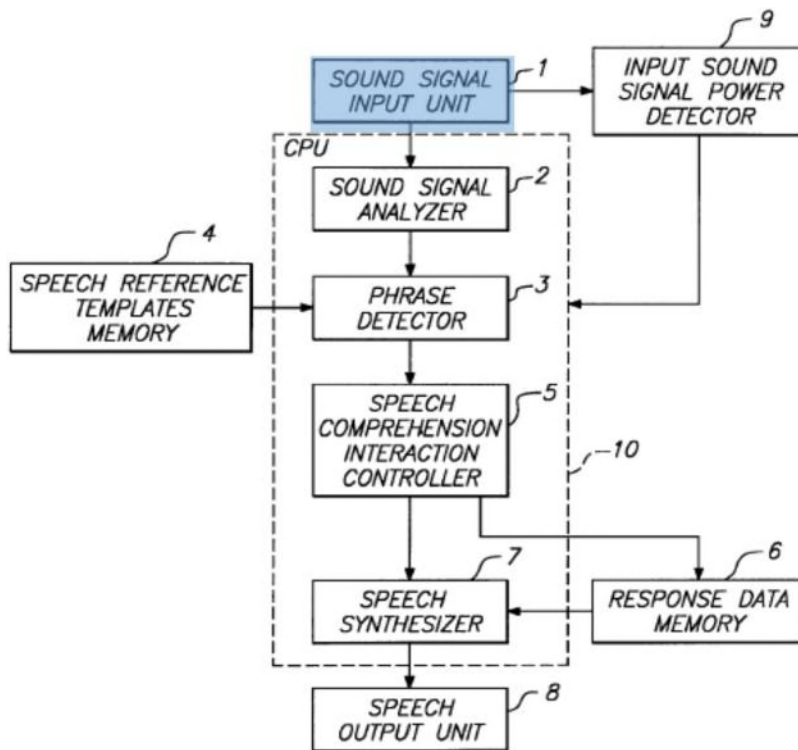 9
1
SOUND SIGNAL
INPUT UNIT
INPUT SOUND
SIGNAL POWER
DETECTOR
CPU
2
SOUND SIGNAL
ANALYZER
4
SPEECH REFERENCE
TEMPLATES
MEMORY
3
PHRASE
DETECTOR
5
SPEECH
COMPREHENSION
INTERACTION
CONTROLLER
10
7
SPEECH
SYNTHESIZER
6
RESPONSE DATA
MEMORY
8
SPEECH
OUTPUT UNIT